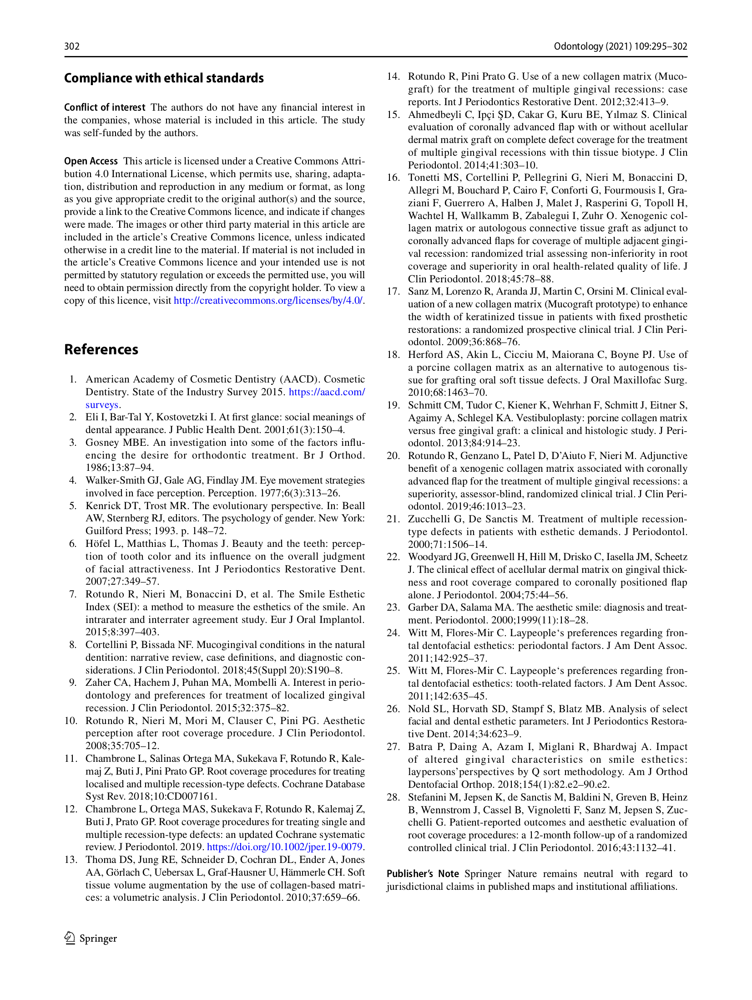 302
Odontology (2021) 109:295–302
Compliance with ethical standards
Conflict of interest The authors do not have any financial interest in
the companies, whose material is included in this article. The study
was self-funded by the authors.
Open Access This article is licensed under a Creative Commons Attri-
bution 4.0 International License, which permits use, sharing, adapta-
tion, distribution and reproduction in any medium or format, as long
as you give appropriate credit to the original author(s) and the source,
provide a link to the Creative Commons licence, and indicate if changes
were made. The images or other third party material in this article are
included in the article's Creative Commons licence, unless indicated
otherwise in a credit line to the material. If material is not included in
the article's Creative Commons licence and your intended use is not
permitted by statutory regulation or exceeds the permitted use, you will
need to obtain permission directly from the copyright holder. To view a
copy of this licence, visit http://creativecommons.org/licenses/by/4.0/.
References
1. American Academy of Cosmetic Dentistry (AACD). Cosmetic
Dentistry. State of the Industry Survey 2015. https://aacd.com/
surveys.
2. Eli I, Bar-Tal Y, Kostovetzki I. At first glance: social meanings of
dental appearance. J Public Health Dent. 2001;61(3):150–4.
3. Gosney MBE. An investigation into some of the factors influ-
encing the desire for orthodontic treatment. Br J Orthod.
1986;13:87–94.
4. Walker-Smith GJ, Gale AG, Findlay JM. Eye movement strategies
involved in face perception. Perception. 1977;6(3):313–26.
5. Kenrick DT, Trost MR. The evolutionary perspective. In: Beall
AW, Sternberg RJ, editors. The psychology of gender. New York:
Guilford Press; 1993. p. 148–72.
6. Höfel L, Matthias L, Thomas J. Beauty and the teeth: percep-
tion of tooth color and its influence on the overall judgment
of facial attractiveness. Int J Periodontics Restorative Dent.
2007;27:349–57.
7. Rotundo R, Nieri M, Bonaccini D, et al. The Smile Esthetic
Index (SEI): a method to measure the esthetics of the smile. An
intrarater and interrater agreement study. Eur J Oral Implantol.
2015;8:397–403.
8. Cortellini P, Bissada NF. Mucogingival conditions in the natural
dentition: narrative review, case definitions, and diagnostic con-
siderations. J Clin Periodontol. 2018;45(Suppl 20):S190–8.
9. Zaher CA, Hachem J, Puhan MA, Mombelli A. Interest in perio-
dontology and preferences for treatment of localized gingival
recession. J Clin Periodontol. 2015;32:375–82.
10. Rotundo R, Nieri M, Mori M, Clauser C, Pini PG. Aesthetic
perception after root coverage procedure. J Clin Periodontol.
2008;35:705–12.
11. Chambrone L, Salinas Ortega MA, Sukekava F, Rotundo R, Kale-
maj Z, Buti J, Pini Prato GP. Root coverage procedures for treating
localised and multiple recession-type defects. Cochrane Database
Syst Rev. 2018;10:CD007161.
12. Chambrone L, Ortega MAS, Sukekava F, Rotundo R, Kalemaj Z,
Buti J, Prato GP. Root coverage procedures for treating single and
multiple recession-type defects: an updated Cochrane systematic
review. J Periodontol. 2019. https://doi.org/10.1002/jper.19-0079.
13. Thoma DS, Jung RE, Schneider D, Cochran DL, Ender A, Jones
AA, Görlach C, Uebersax L, Graf-Hausner U, Hämmerle CH. Soft
tissue volume augmentation by the use of collagen-based matri-
ces: a volumetric analysis. J Clin Periodontol. 2010;37:659–66.
14. Rotundo R, Pini Prato G. Use of a new collagen matrix (Muco-
graft) for the treatment of multiple gingival recessions: case
reports. Int J Periodontics Restorative Dent. 2012;32:413–9.
15. Ahmedbeyli C, Ipçi ŞD, Cakar G, Kuru BE, Yılmaz S. Clinical
evaluation of coronally advanced flap with or without acellular
dermal matrix graft on complete defect coverage for the treatment
of multiple gingival recessions with thin tissue biotype. J Clin
Periodontol. 2014;41:303–10.
16. Tonetti MS, Cortellini P, Pellegrini G, Nieri M, Bonaccini D,
Allegri M, Bouchard P, Cairo F, Conforti G, Fourmousis I, Gra-
ziani F, Guerrero A, Halben J, Malet J, Rasperini G, Topoll H,
Wachtel H, Wallkamm B, Zabalegui I, Zuhr O. Xenogenic col-
lagen matrix or autologous connective tissue graft as adjunct to
coronally advanced flaps for coverage of multiple adjacent gingi-
val recession: randomized trial assessing non-inferiority in root
coverage and superiority in oral health-related quality of life. J
Clin Periodontol. 2018;45:78–88.
17. Sanz M, Lorenzo R, Aranda JJ, Martin C, Orsini M. Clinical eval-
uation of a new collagen matrix (Mucograft prototype) to enhance
the width of keratinized tissue in patients with fixed prosthetic
restorations: a randomized prospective clinical trial. J Clin Peri-
odontol. 2009;36:868–76.
18. Herford AS, Akin L, Cicciu M, Maiorana C, Boyne PJ. Use of
a porcine collagen matrix as an alternative to autogenous tis-
sue for grafting oral soft tissue defects. J Oral Maxillofac Surg.
2010;68:1463–70.
19. Schmitt CM, Tudor C, Kiener K, Wehrhan F, Schmitt J, Eitner S,
Agaimy A, Schlegel KA. Vestibuloplasty: porcine collagen matrix
versus free gingival graft: a clinical and histologic study. J Peri-
odontol. 2013;84:914–23.
20. Rotundo R, Genzano L, Patel D, D'Aiuto F, Nieri M. Adjunctive
benefit of a xenogenic collagen matrix associated with coronally
advanced flap for the treatment of multiple gingival recessions: a
superiority, assessor-blind, randomized clinical trial. J Clin Peri-
odontol. 2019;46:1013–23.
21. Zucchelli G, De Sanctis M. Treatment of multiple recession-
type defects in patients with esthetic demands. J Periodontol.
2000;71:1506–14.
22. Woodyard JG, Greenwell H, Hill M, Drisko C, Iasella JM, Scheetz
J. The clinical effect of acellular dermal matrix on gingival thick-
ness and root coverage compared to coronally positioned flap
alone. J Periodontol. 2004;75:44–56.
23. Garber DA, Salama MA. The aesthetic smile: diagnosis and treat-
ment. Periodontol. 2000;1999(11):18–28.
24. Witt M, Flores-Mir C. Laypeople‘s preferences regarding fron-
tal dentofacial esthetics: periodontal factors. J Am Dent Assoc.
2011;142:925–37.
25. Witt M, Flores-Mir C. Laypeople‘s preferences regarding fron-
tal dentofacial esthetics: tooth-related factors. J Am Dent Assoc.
2011;142:635–45.
26. Nold SL, Horvath SD, Stampf S, Blatz MB. Analysis of select
facial and dental esthetic parameters. Int J Periodontics Restora-
tive Dent. 2014;34:623–9.
27. Batra P, Daing A, Azam I, Miglani R, Bhardwaj A. Impact
of altered gingival characteristics on smile esthetics:
laypersons'perspectives by Q sort methodology. Am J Orthod
Dentofacial Orthop. 2018;154(1):82.e2–90.e2.
28. Stefanini M, Jepsen K, de Sanctis M, Baldini N, Greven B, Heinz
B, Wennstrom J, Cassel B, Vignoletti F, Sanz M, Jepsen S, Zuc-
chelli G. Patient-reported outcomes and aesthetic evaluation of
root coverage procedures: a 12-month follow-up of a randomized
controlled clinical trial. J Clin Periodontol. 2016;43:1132–41.
Publisher's Note Springer Nature remains neutral with regard to
jurisdictional claims in published maps and institutional affiliations.
Springer